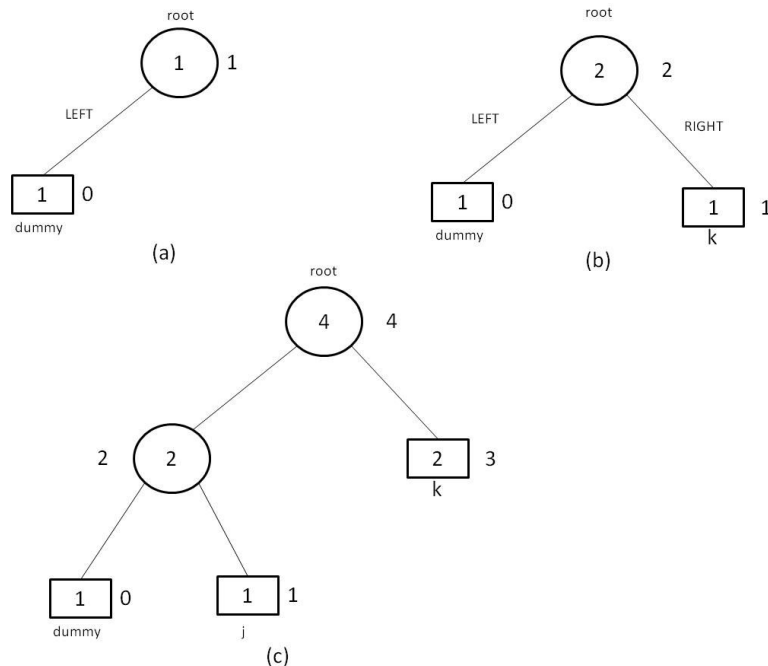 root
1 1
LEFT
1 0
dummy
(a)
root
2 2
LEFT
RIGHT
1 0
dummy
1 1
k
(b)
root
4 4
2 2
2 3
k
1 0
dummy
1 1
j
(c)